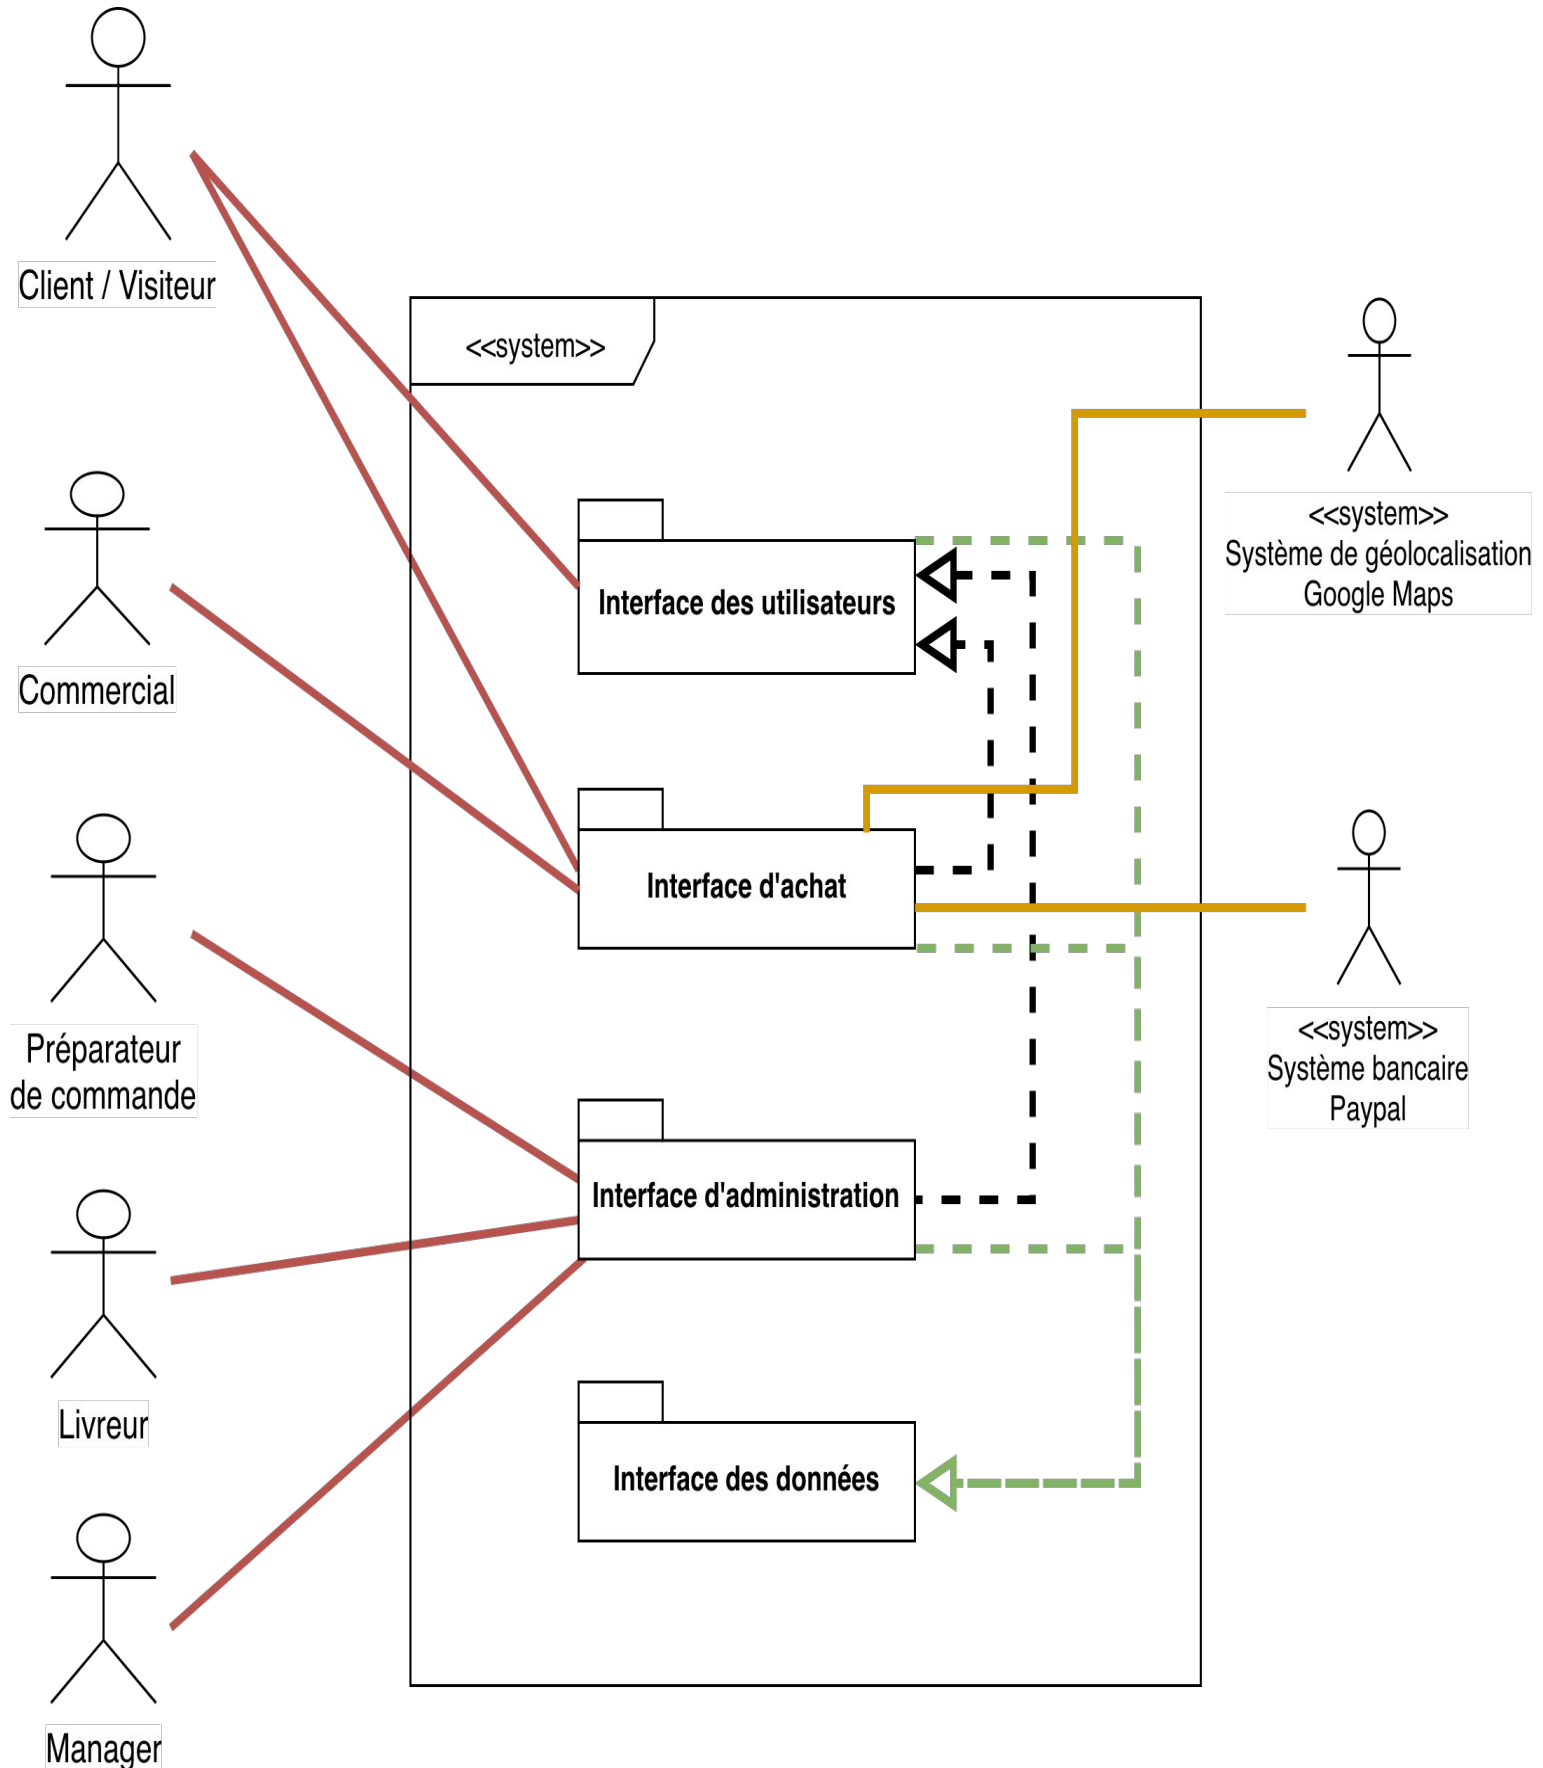 Client / Visiteur
<<system>>
Commercial
Préparateur
de commande
Livreur
Manager
Interface des utilisateurs
Interface d'achat
Interface d'administration
Interface des données
<<system>>
Système de géolocalisation
Google Maps
<<system>>
Système bancaire
Paypal